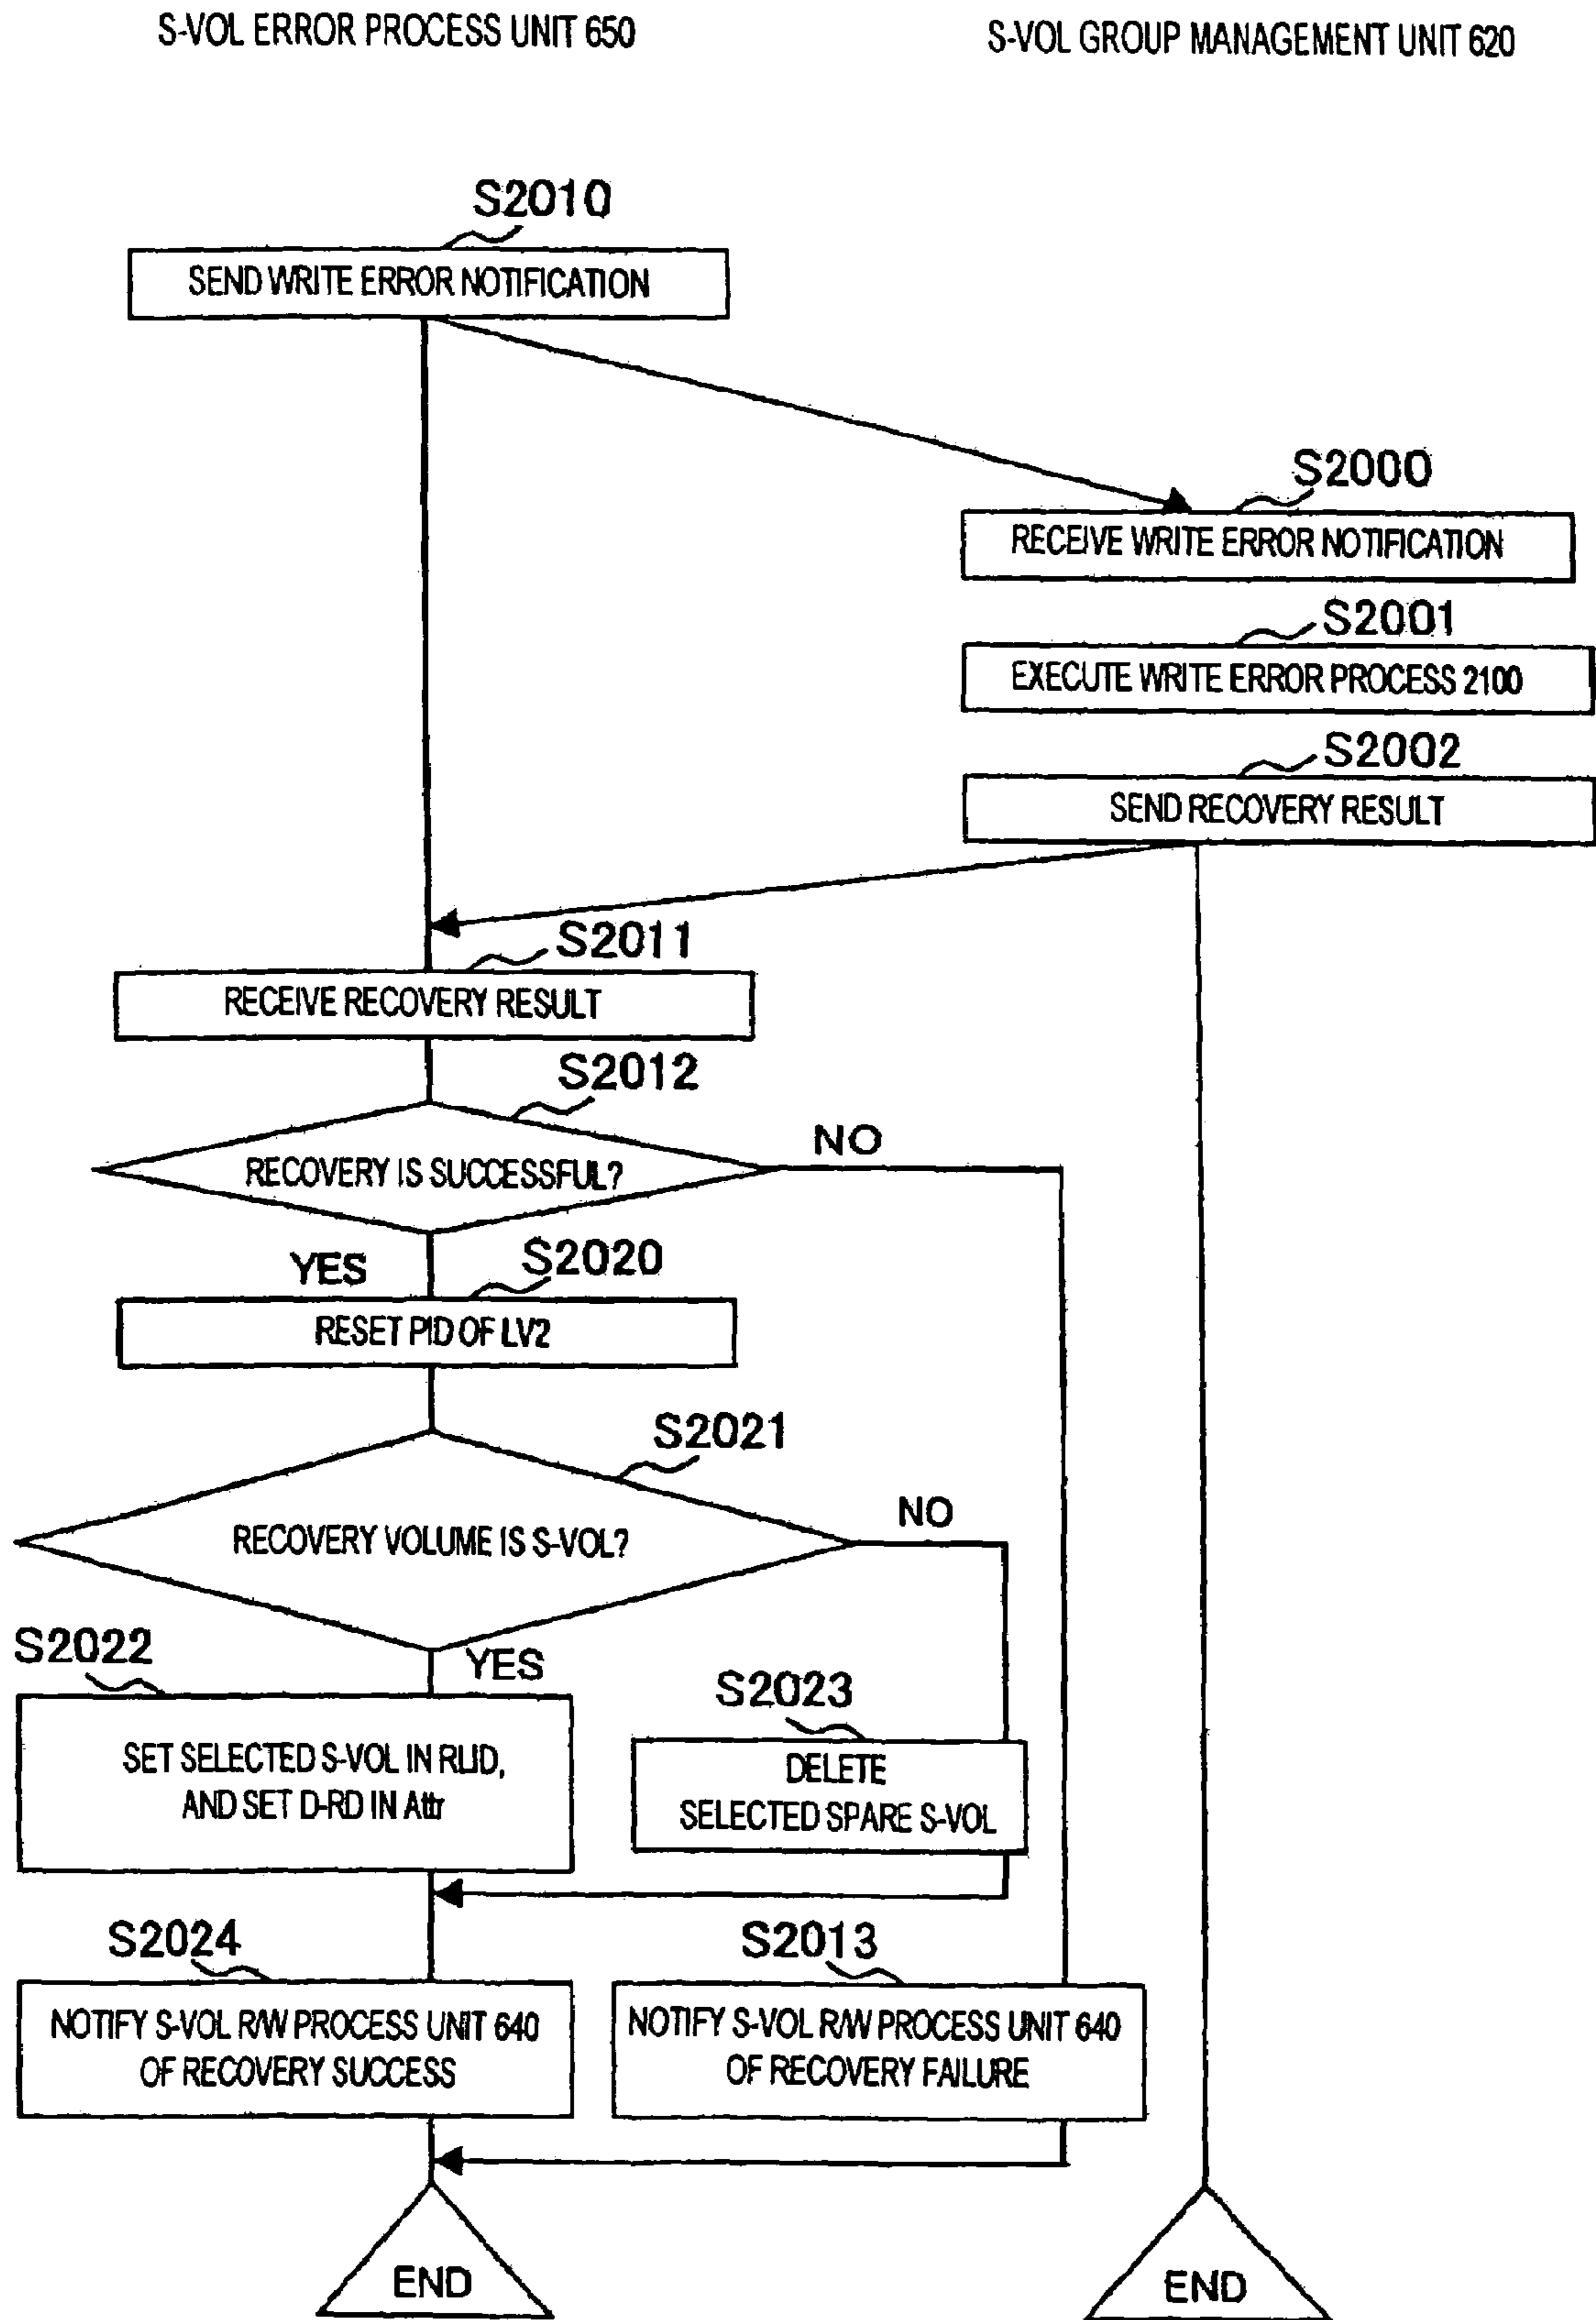 S-VOL ERROR PROCESS UNIT 650
S-VOL GROUP MANAGEMENT UNIT 620
S2010
SEND WRITE ERROR NOTIFICATION
S2000
RECEIVE WRITE ERROR NOTIFICATION
S2001
EXECUTE WRITE ERROR PROCESS 2100
S2002
SEND RECOVERY RESULT
S2011
RECEIVE RECOVERY RESULT
S2012
RECOVERY IS SUCCESSFUL?
NO
YES
S2020
RESET PID OF LV2
S2021
RECOVERY VOLUME IS S-VOL?
NO
YES
S2022
SET SELECTED S-VOL IN RLID,
AND SET D-RD IN Attr
S2023
DELETE
SELECTED SPARE S-VOL
S2024
NOTIFY S-VOL R/W PROCESS UNIT 640
OF RECOVERY SUCCESS
S2013
NOTIFY S-VOL R/W PROCESS UNIT 640
OF RECOVERY FAILURE
END
END